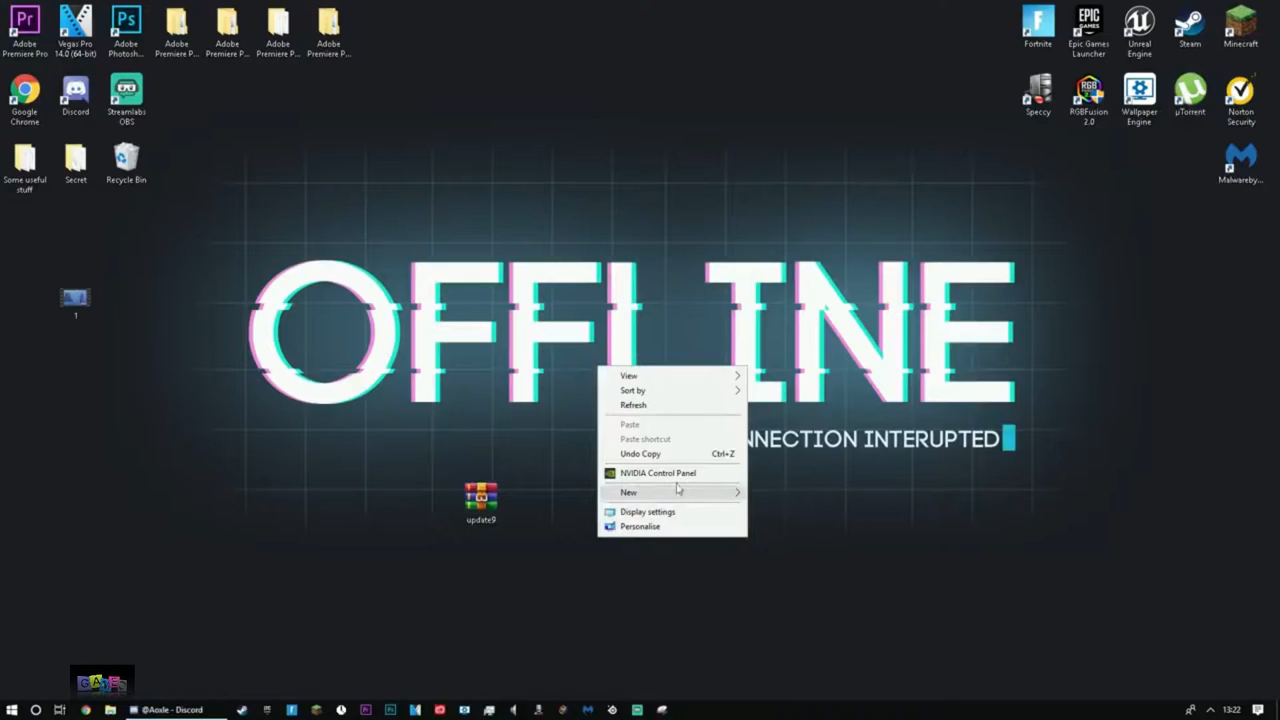 Adobe
Premiere Pro
Vegas Pro
14.0 (64-bit)
Adobe
Photosh...
Adobe
Premiere P...
Adobe
Premiere P...
Adobe
Premiere P...
Adobe
Premiere P...
Fortnite
Epic Games
Launcher
Unreal
Engine
Steam
Minecraft
Google
Chrome
Discord
Streamlabs
OBS
Speccy
RGBFusion
2.0
Wallpaper
Engine
µTorrent
Norton
Security
Some useful
stuff
Secret
Recycle Bin
Malwareby...
1
OFFLINE
NNECTION INTERUPTED
View
Sort by
Refresh
Paste
Paste shortcut
Undo Copy Ctrl+Z
NVIDIA Control Panel
New
Display settings
Personalise
update9
GAMES
@Aoxle - Discord
13:22